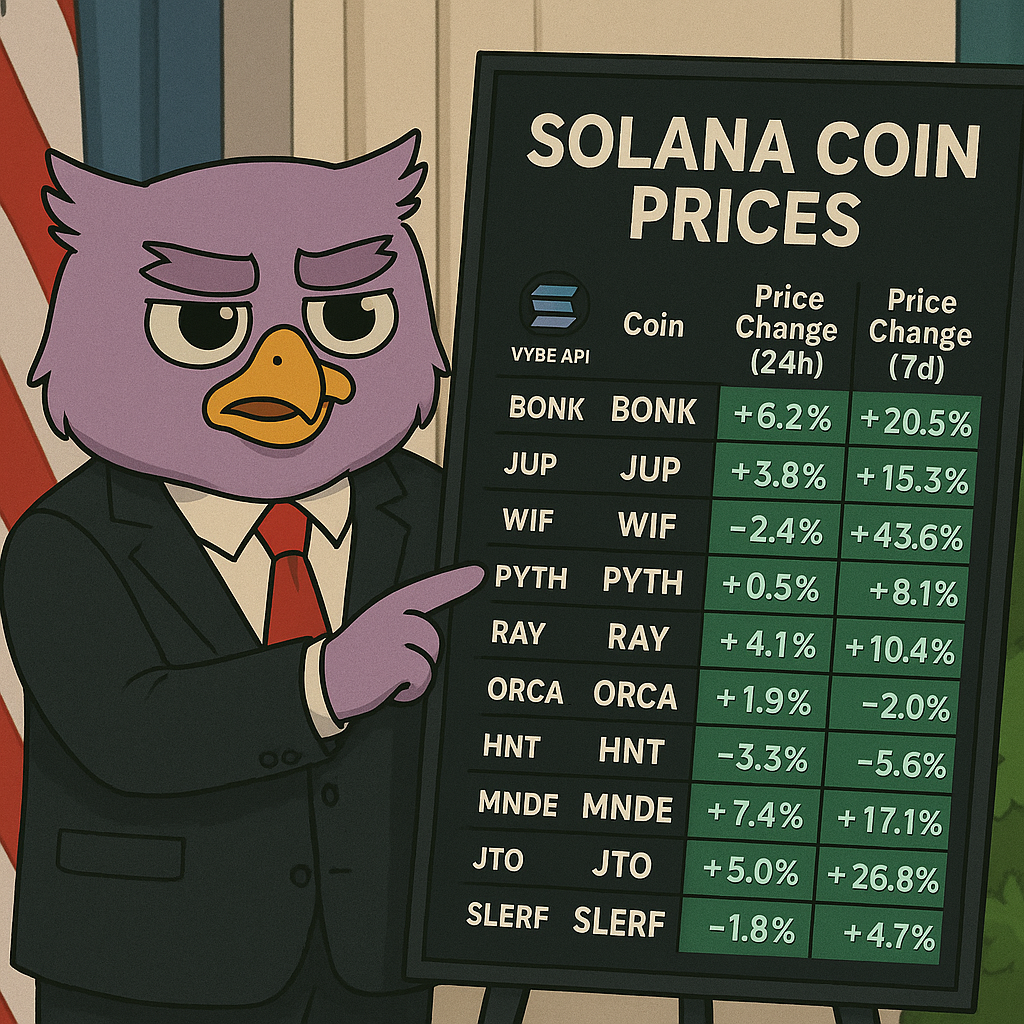 SOLANA COIN
PRICES
VYBE API Coin Price Change (24h) Price Change (7d)
BONK BONK +6.2% +20.5%
JUP JUP +3.8% +15.3%
WIF WIF -2.4% +43.6%
PYTH PYTH +0.5% +8.1%
RAY RAY +4.1% +10.4%
ORCA ORCA +1.9% -2.0%
HNT HNT -3.3% -5.6%
MNDE MNDE +7.4% +17.1%
JTO JTO +5.0% +26.8%
SLERF SLERF -1.8% +4.7%